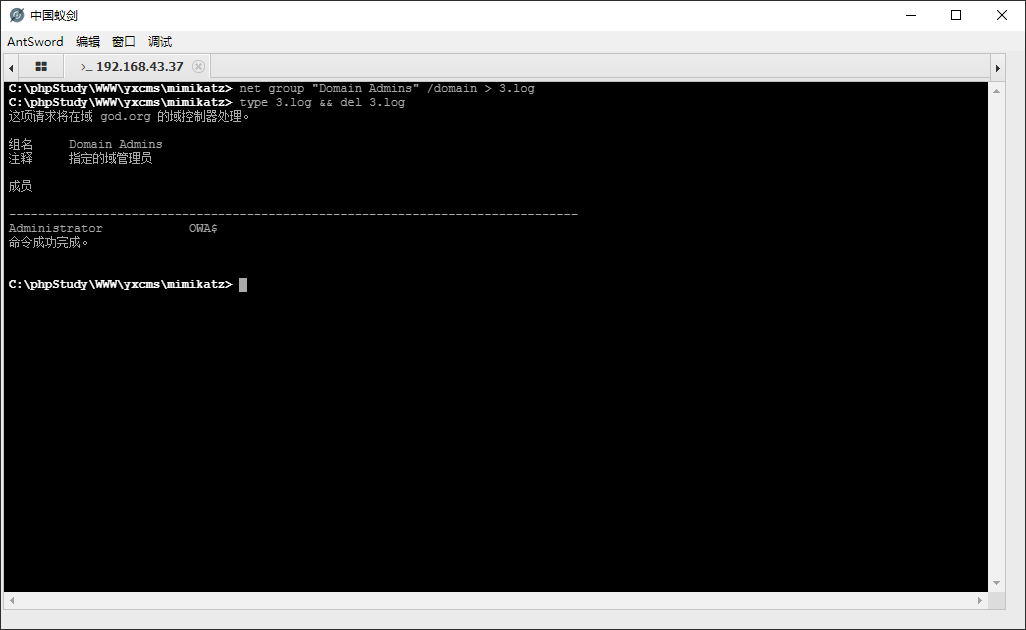 中国蚁剑
AntSword 编辑 窗口 调试
>_ 192.168.43.37
C:\phpStudy\WWW\yxcms\mimikatz> net group "Domain Admins" /domain > 3.log
C:\phpStudy\WWW\yxcms\mimikatz> type 3.log && del 3.log
这项请求将在域 god.org 的域控制器处理。
组名 Domain Admins
注释 指定的域管理员
成员
-------------------------------------------------------------------------------
Administrator OWA$
命令成功完成。
C:\phpStudy\WWW\yxcms\mimikatz>